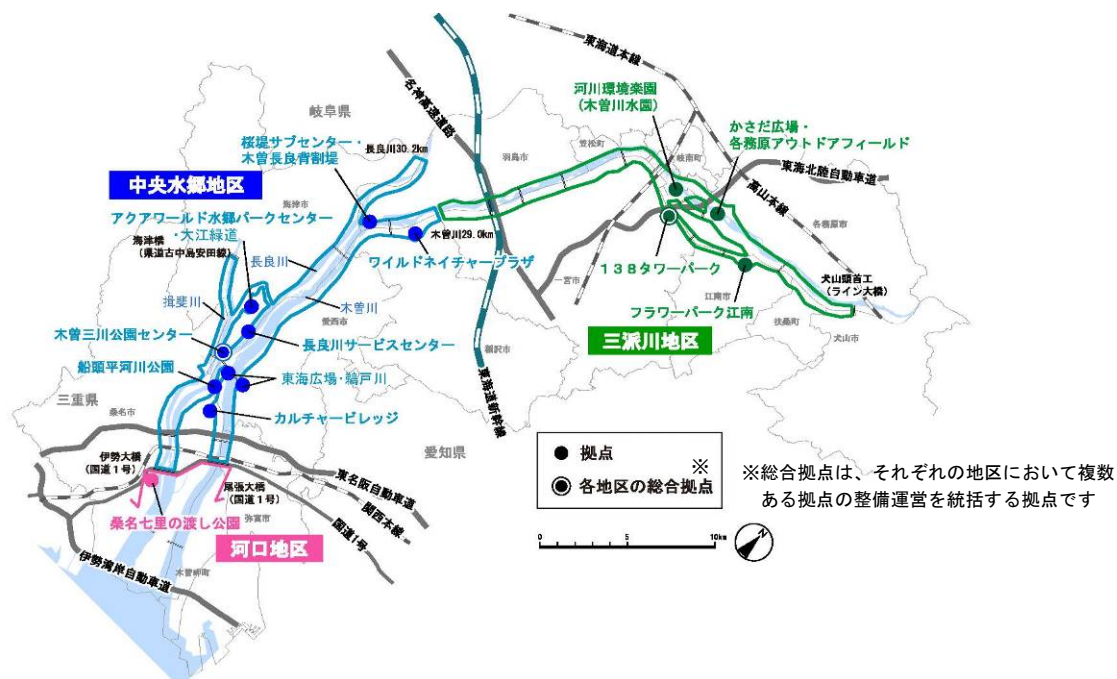 東海道本線
河川環境楽園
(木曽川水園)
岐阜県
名神高速道路
桜堤サブセンター・
木曽長良背割堤
長良川30.2km
羽島市
笠松町
岐南町
かさだ広場・
各務原アウトドアフィールド
東海北陸自動車道
高山本線
中央水郷地区
海津市
アクアワールド水郷パークセンター
・大江緑道
海津橋
(県道古中島安田線)
木曽川29.0km
ワイルドネイチャープラザ
各務原市
長良川
138タワーパーク
一宮市
犬山頭首工
(ライン大橋)
揖斐川
木曽川
江南市
フラワーパーク江南
扶桑町
犬山市
愛西市
木曽三川公園センター
長良川サービスセンター
三派川地区
稲沢市
船頭平河川公園
東海広場・鵜戸川
東海道新幹線
三重県
桑名市
カルチャービレッジ
愛知県
伊勢大橋
(国道1号)
尾張大橋
(国道1号)
東名阪自動車道
関西本線
国道1号
桑名七里の渡し公園
弥富市
河口地区
伊勢湾岸自動車道
木曽岬町
拠点
※
各地区の総合拠点
※総合拠点は、それぞれの地区において複数
ある拠点の整備運営を統括する拠点です
0 5 10km
N